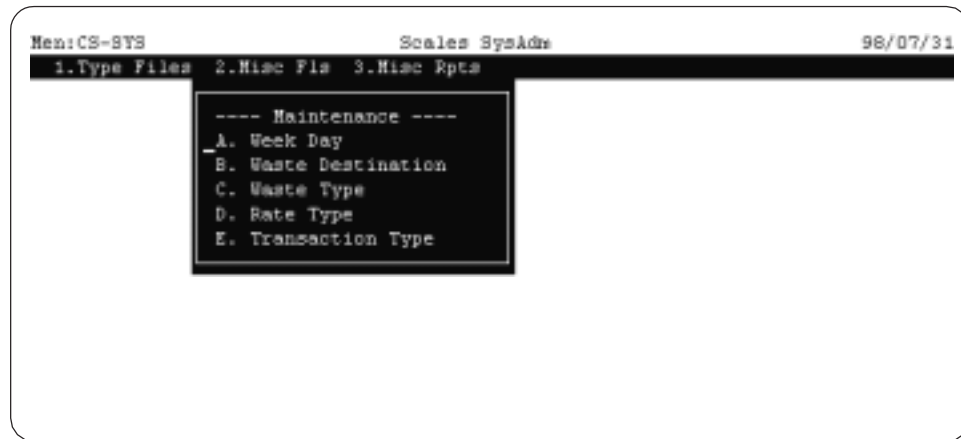 Men:CS-SYS Scales SysAdm 98/07/31
1.Type Files 2.Misc Fls 3.Misc Rpts
---- Maintenance ----
_A. Week Day
B. Waste Destination
C. Waste Type
D. Rate Type
E. Transaction Type